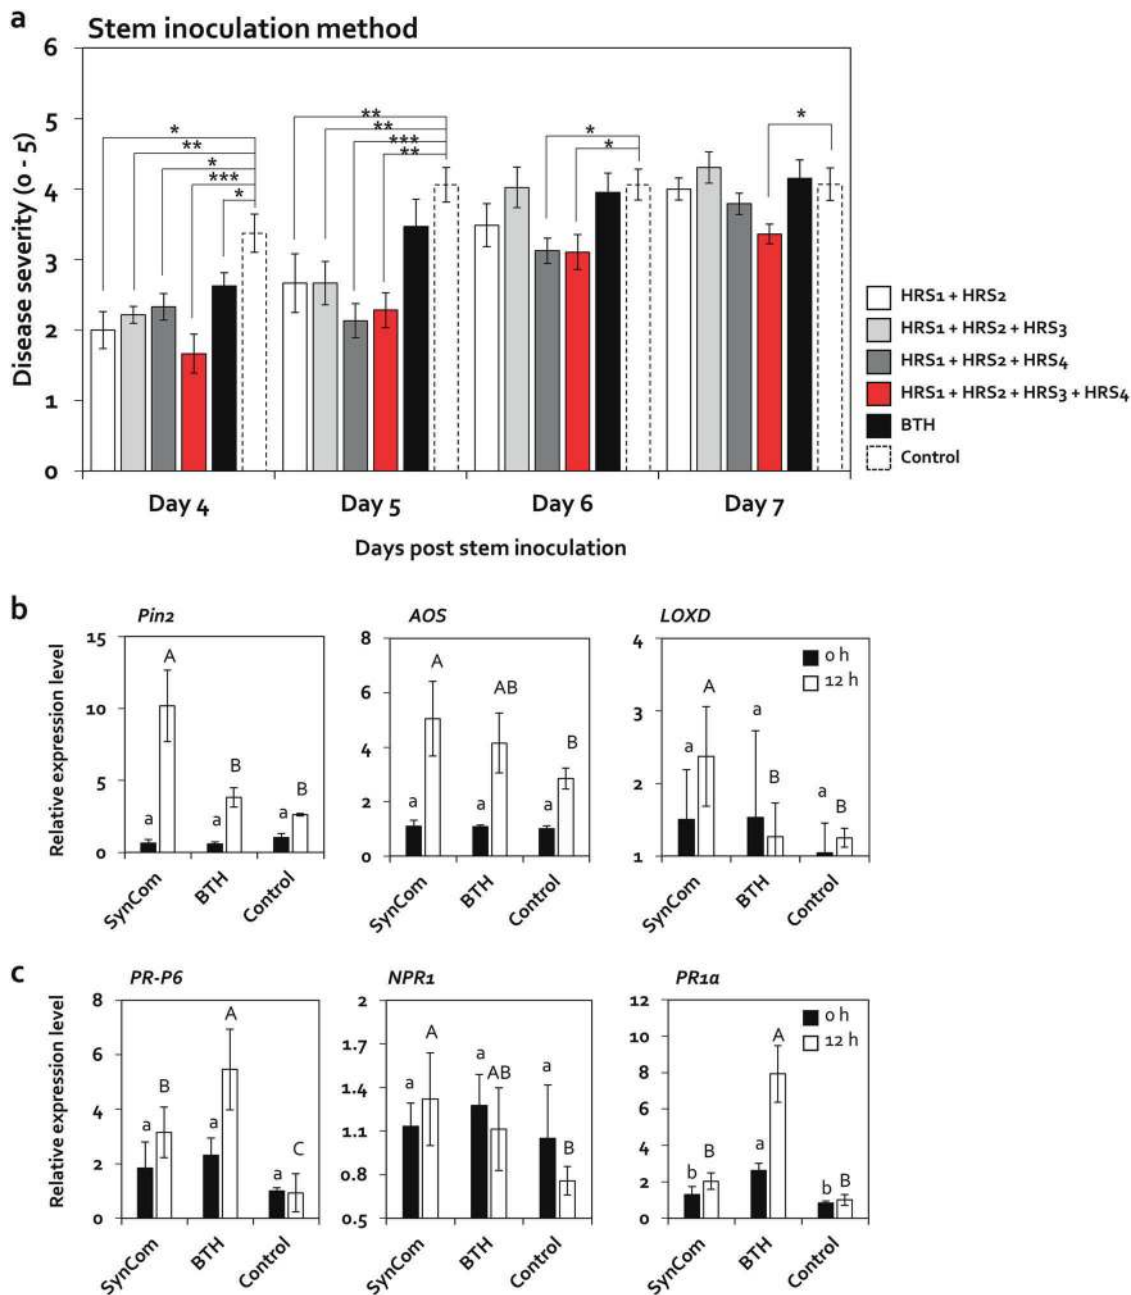 a
Stem inoculation method
Disease severity (0 - 5)
6
5
4
3
2
1
0
* ** * *** *
** ** *** **
* *
*
Day 4 Day 5 Day 6 Day 7
Days post stem inoculation
HRS1 + HRS2
HRS1 + HRS2 + HRS3
HRS1 + HRS2 + HRS4
HRS1 + HRS2 + HRS3 + HRS4
BTH
Control
b
Pin2 AOS LOXD
Relative expression level
15
10
5
0
a A a B a B
SynCom BTH Control
8
6
4
2
0
a A a AB a B
SynCom BTH Control
4
3
2
1
a A a B a B
0 h
12 h
SynCom BTH Control
c
PR-P6 NPR1 PR1a
Relative expression level
8
6
4
2
0
a B a A a C
SynCom BTH Control
2
1.7
1.4
1.1
0.8
0.5
a A a AB a B
SynCom BTH Control
12
10
8
6
4
2
0
b B a A b B
0 h
12 h
SynCom BTH Control